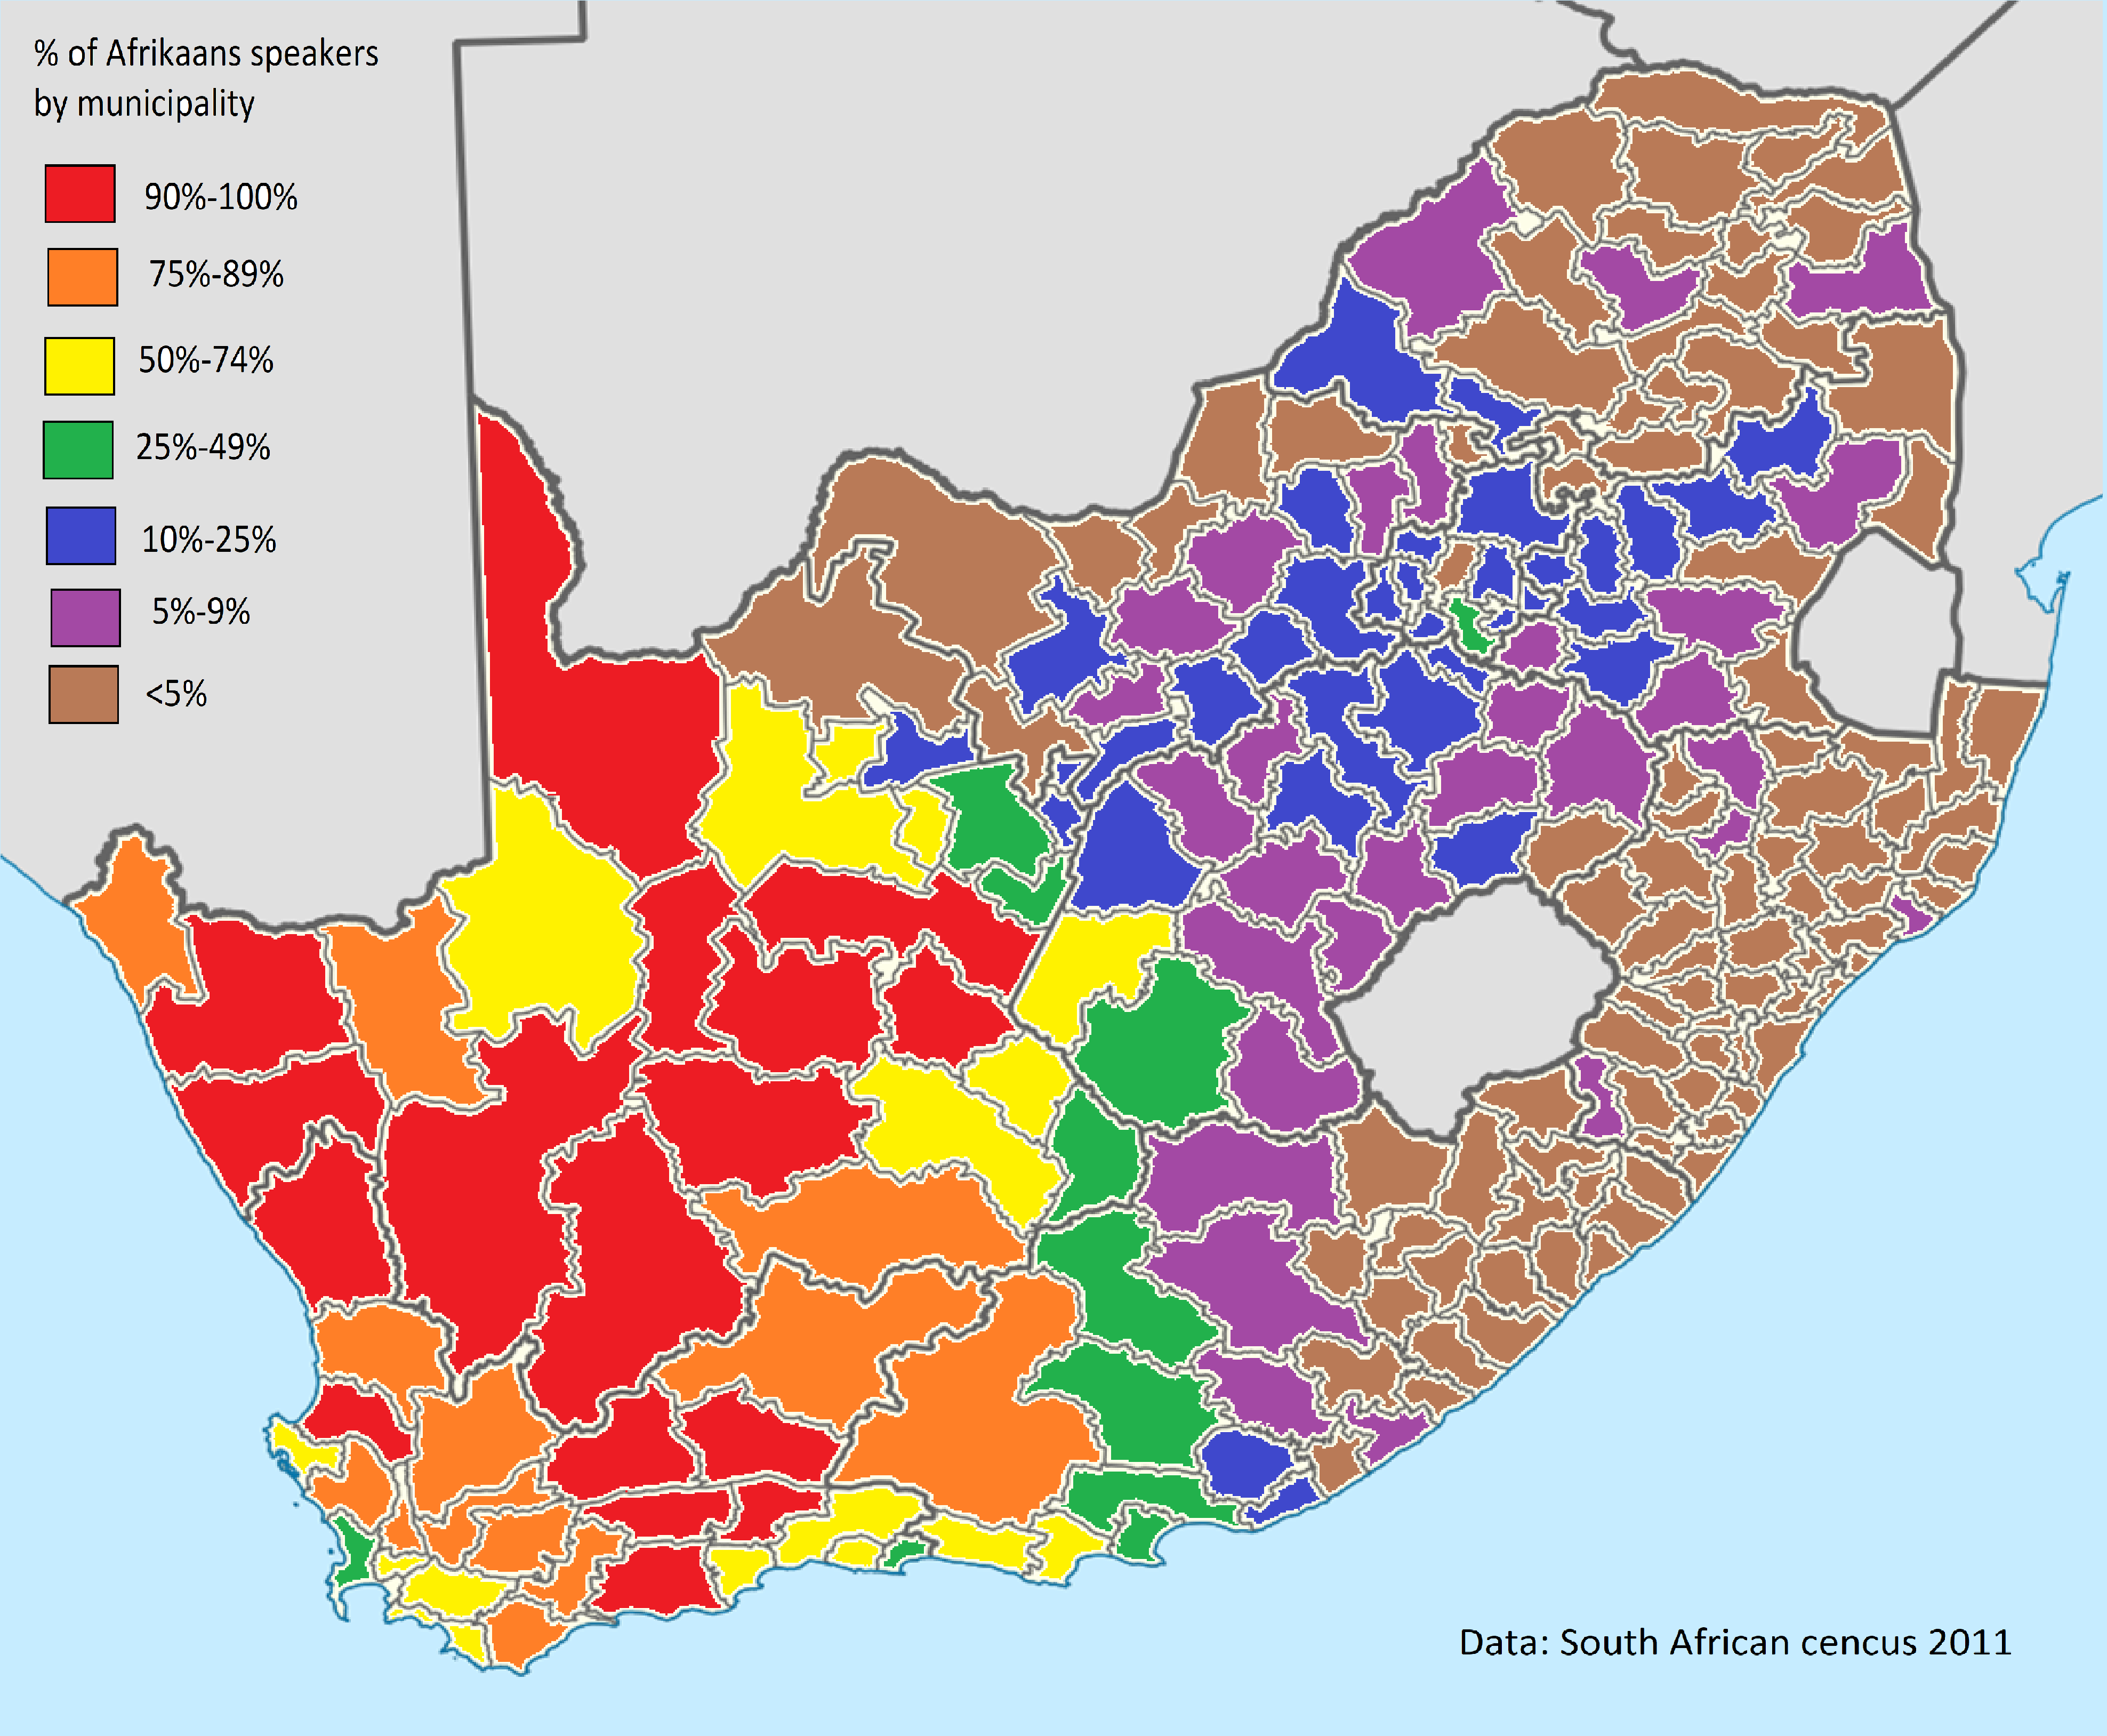 % of Afrikaans speakers
by municipality
90%-100%
75%-89%
50%-74%
25%-49%
10%-25%
5%-9%
<5%
Data: South African cencus 2011